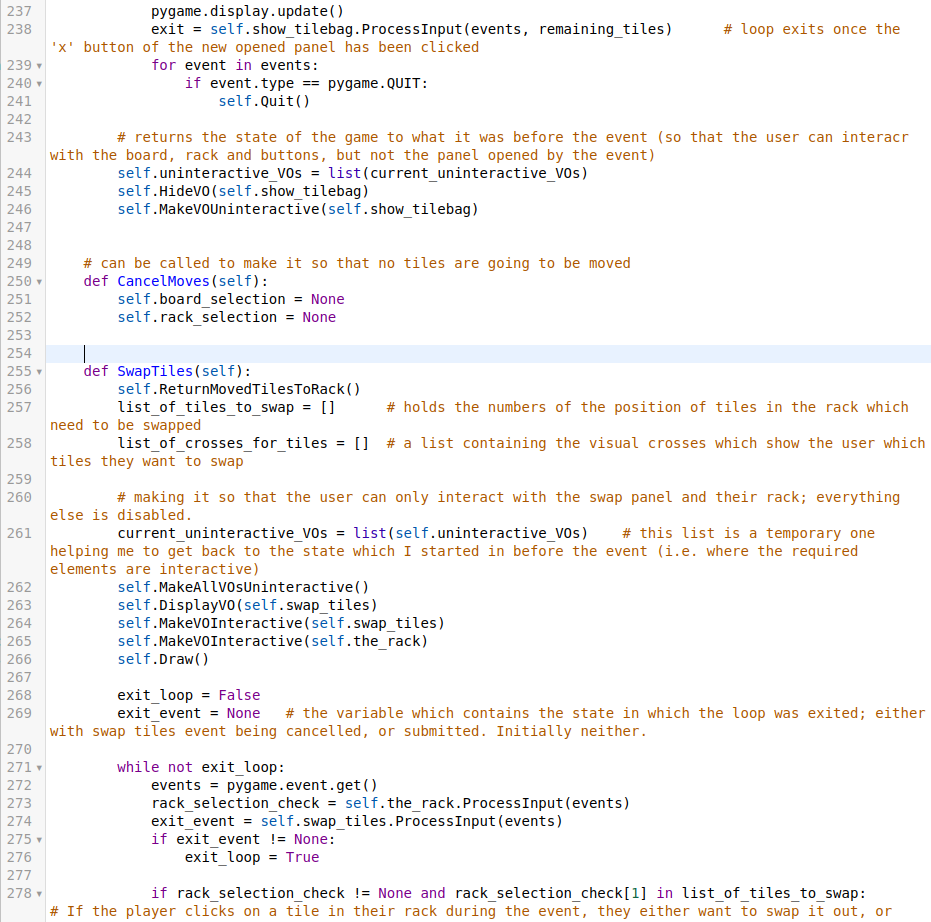 237 pygame.display.update()
238 exit = self.show_tilebag.ProcessInput(events, remaining_tiles) # loop exits once the
'x' button of the new opened panel has been clicked
239 for event in events:
240 if event.type == pygame.QUIT:
241 self.Quit()
242
243 # returns the state of the game to what it was before the event (so that the user can interacr
with the board, rack and buttons, but not the panel opened by the event)
244 self.uninteractive_VOs = list(current_uninteractive_VOs)
245 self.HideVO(self.show_tilebag)
246 self.MakeVOUninteractive(self.show_tilebag)
247
248
249 # can be called to make it so that no tiles are going to be moved
250 def CancelMoves(self):
251 self.board_selection = None
252 self.rack_selection = None
253
254
255 def SwapTiles(self):
256 self.ReturnMovedTilesToRack()
257 list_of_tiles_to_swap = [] # holds the numbers of the position of tiles in the rack which
need to be swapped
258 list_of_crosses_for_tiles = [] # a list containing the visual crosses which show the user which
tiles they want to swap
259
260 # making it so that the user can only interact with the swap panel and their rack; everything
else is disabled.
261 current_uninteractive_VOs = list(self.uninteractive_VOs) # this list is a temporary one
helping me to get back to the state which I started in before the event (i.e. where the required
elements are interactive)
262 self.MakeAllVOsUninteractive()
263 self.DisplayVO(self.swap_tiles)
264 self.MakeVOInteractive(self.swap_tiles)
265 self.MakeVOInteractive(self.the_rack)
266 self.Draw()
267
268 exit_loop = False
269 exit_event = None # the variable which contains the state in which the loop was exited; either
with swap tiles event being cancelled, or submitted. Initially neither.
270
271 while not exit_loop:
272 events = pygame.event.get()
273 rack_selection_check = self.the_rack.ProcessInput(events)
274 exit_event = self.swap_tiles.ProcessInput(events)
275 if exit_event != None:
276 exit_loop = True
277
278 if rack_selection_check != None and rack_selection_check[1] in list_of_tiles_to_swap:
# If the player clicks on a tile in their rack during the event, they either want to swap it out, or